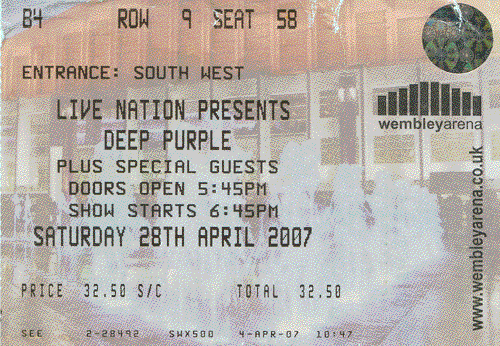 B4 ROW 9 SEAT 58
ENTRANCE: SOUTH WEST
LIVE NATION PRESENTS
DEEP PURPLE
PLUS SPECIAL GUESTS
DOORS OPEN 5:45PM
SHOW STARTS 6:45PM
SATURDAY 28TH APRIL 2007
PRICE 32.50 S/C TOTAL 32.50
SEE 2-28492 SWX500 4-APR-07 10:47
wembleyarena
www.wembleyarena.co.uk